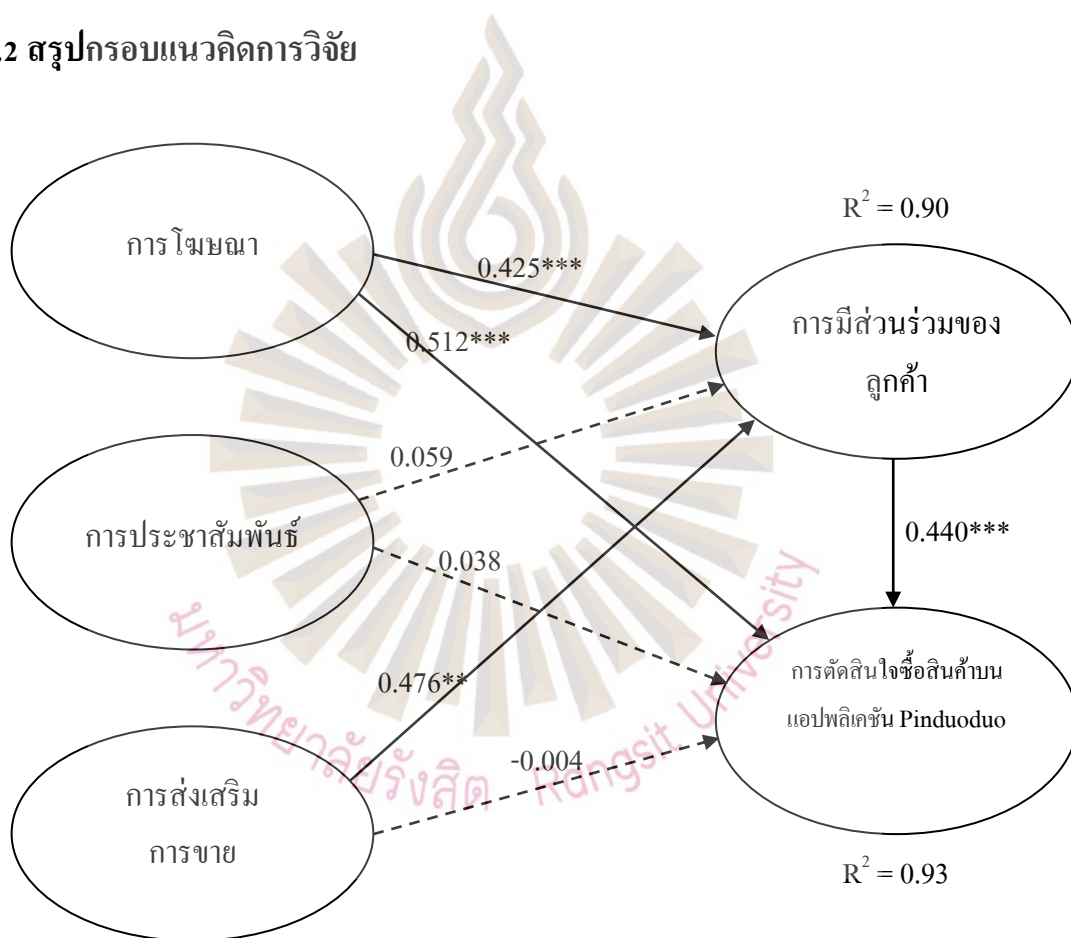 .2 สรุปกรอบแนวคิดการวิจัย
R² = 0.90
การโฆษณา
0.425***
การมีส่วนร่วมของ
ลูกค้า
0.512***
0.059
การประชาสัมพันธ์
0.440***
0.038
การตัดสินใจซื้อสินค้าบน
แอปพลิเคชัน Pinduoduo
0.476**
-0.004
การส่งเสริม
การขาย
R² = 0.93
มหาวิทยาลัยรังสิต Rangsit University